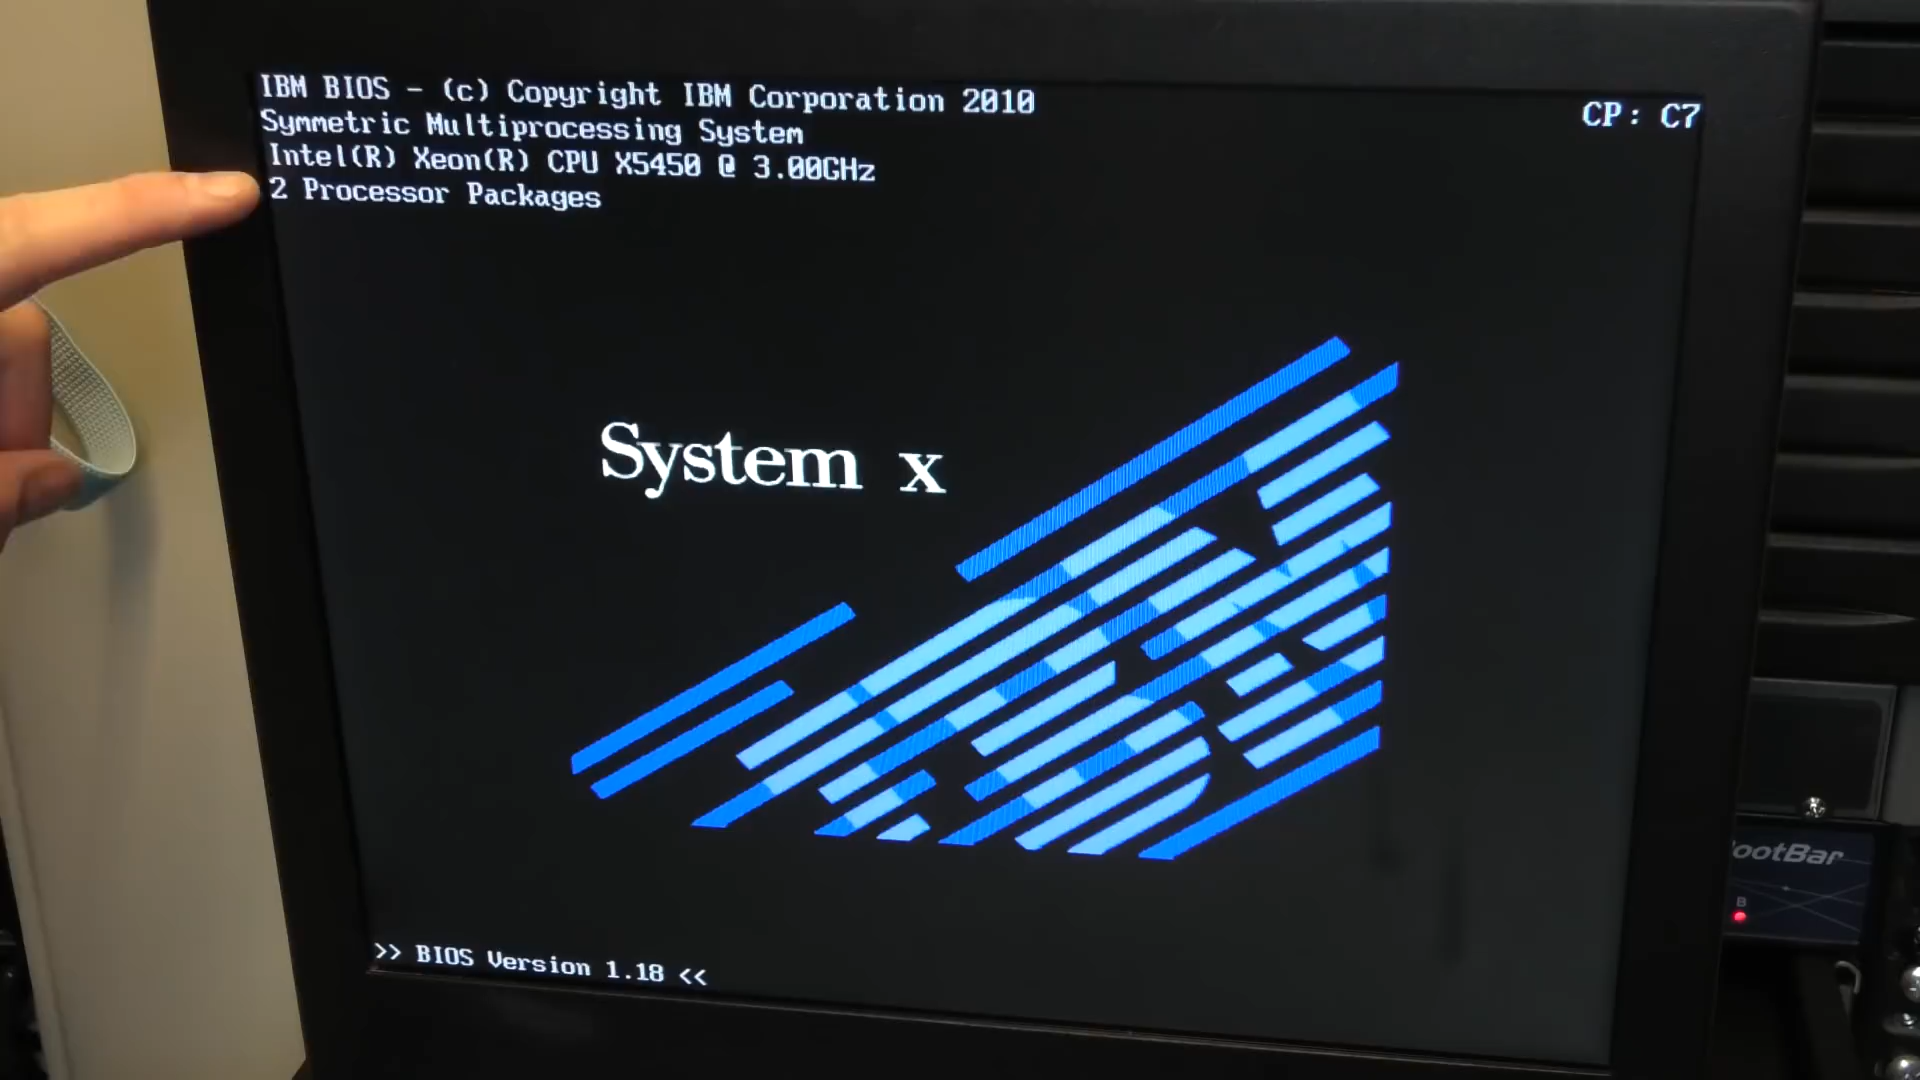 IBM BIOS - (c) Copyright IBM Corporation 2010
CP: C7
Symmetric Multiprocessing System
Intel(R) Xeon(R) CPU X5450 @ 3.00GHz
2 Processor Packages
System x
ootBar
B
>> BIOS Version 1.18 <<